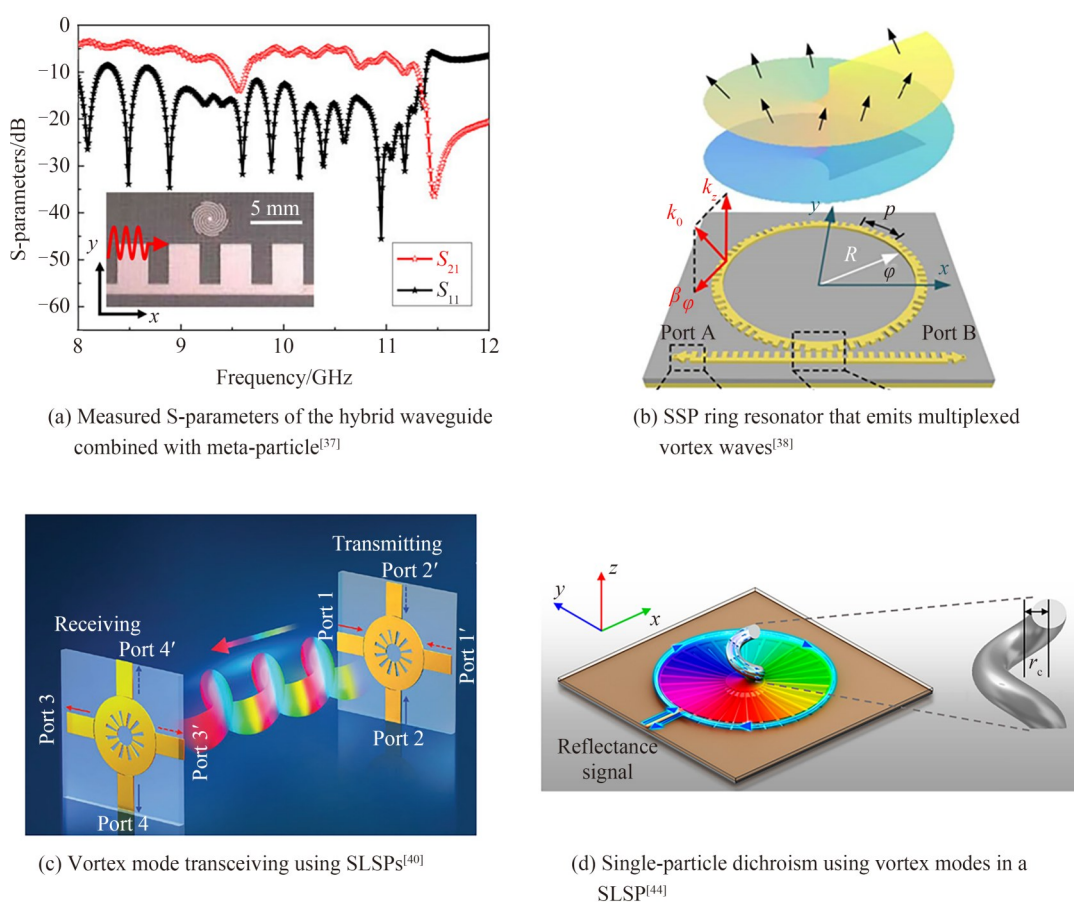 0
−10
−20
−30
−40
−50
−60
S-parameters/dB
5 mm
y
x
S21
S11
8
9
10
11
12
Frequency/GHz
(a) Measured S-parameters of the hybrid waveguide
combined with meta-particle[37]
kz
k0
βφ
y
p
R
φ
x
Port A
Port B
(b) SSP ring resonator that emits multiplexed
vortex waves[38]
Transmitting
Port 2′
Port 1
Port 1′
Receiving
Port 4′
Port 3
Port 3′
Port 2
Port 4
(c) Vortex mode transceiving using SLSPs[40]
z
y
x
rc
Reflectance
signal
(d) Single-particle dichroism using vortex modes in a
SLSP[44]